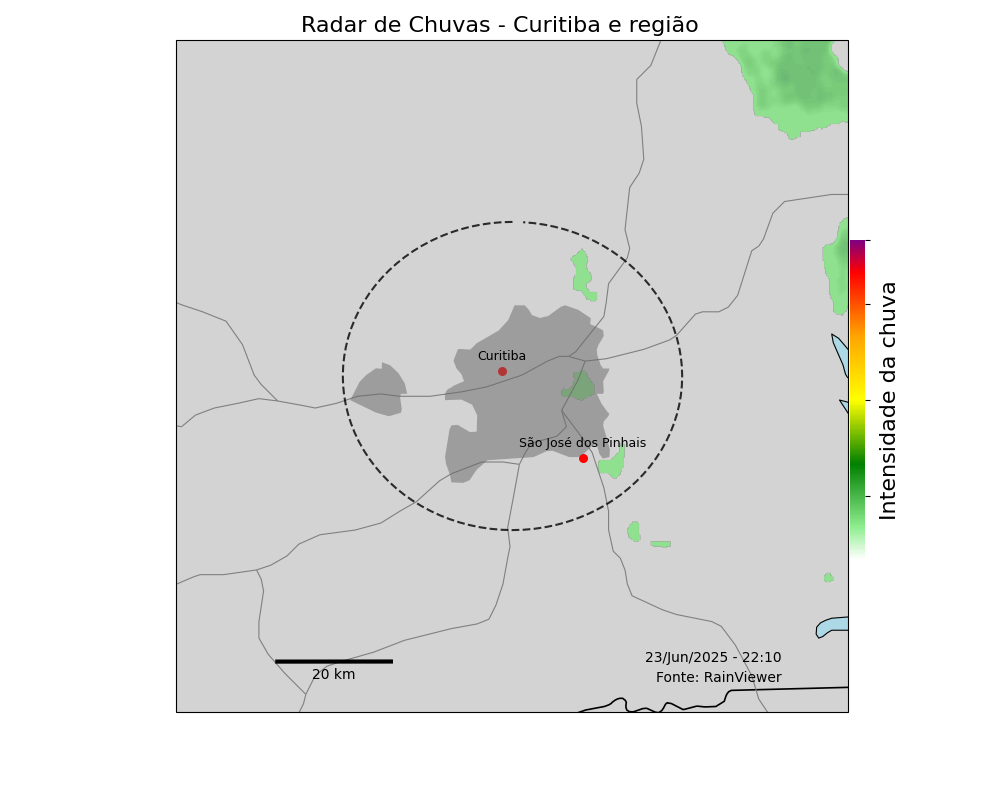 Radar de Chuvas - Curitiba e região
Curitiba
São José dos Pinhais
Intensidade da chuva
23/Jun/2025 - 22:10
20 km
Fonte: RainViewer